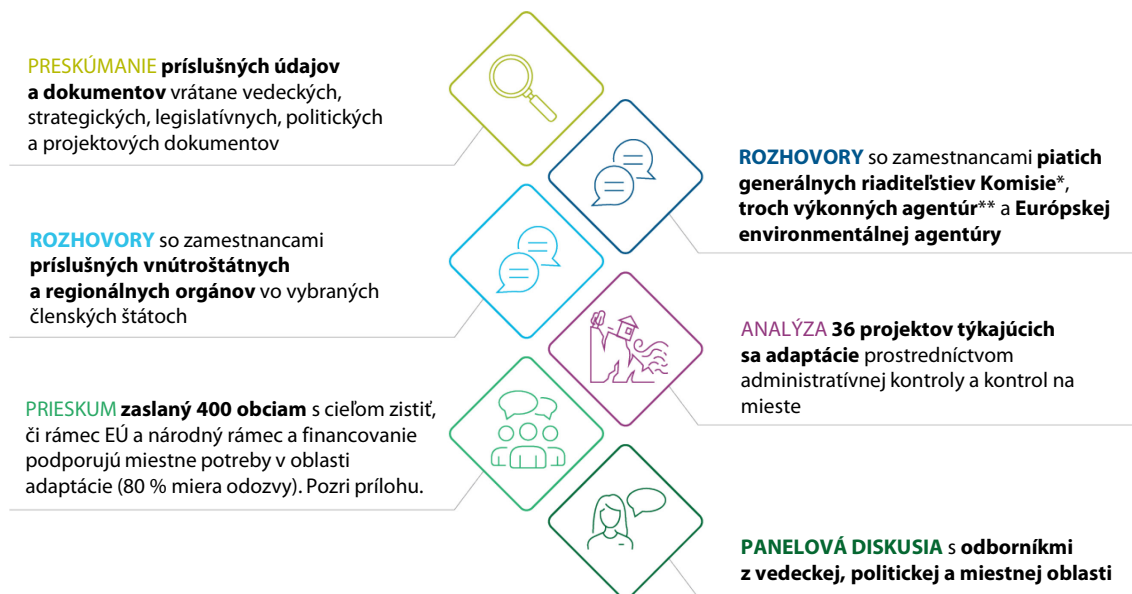 PRESKÚMANIE príslušných údajov
a dokumentov vrátane vedeckých,
strategických, legislatívnych, politických
a projektových dokumentov
ROZHOVORY so zamestnancami piatich
generálnych riaditeľstiev Komisie*,
troch výkonných agentúr** a Európskej
environmentálnej agentúry
ROZHOVORY so zamestnancami
príslušných vnútroštátnych
a regionálnych orgánov vo vybraných
členských štátoch
ANALÝZA 36 projektov týkajúcich
sa adaptácie prostredníctvom
administratívnej kontroly a kontrol na
mieste
PRIESKUM zaslaný 400 obciam s cieľom zistiť,
či rámec EÚ a národný rámec a financovanie
podporujú miestne potreby v oblasti
adaptácie (80 % miera odozvy). Pozri prílohu.
PANELOVÁ DISKUSIA s odborníkmi
z vedeckej, politickej a miestnej oblasti